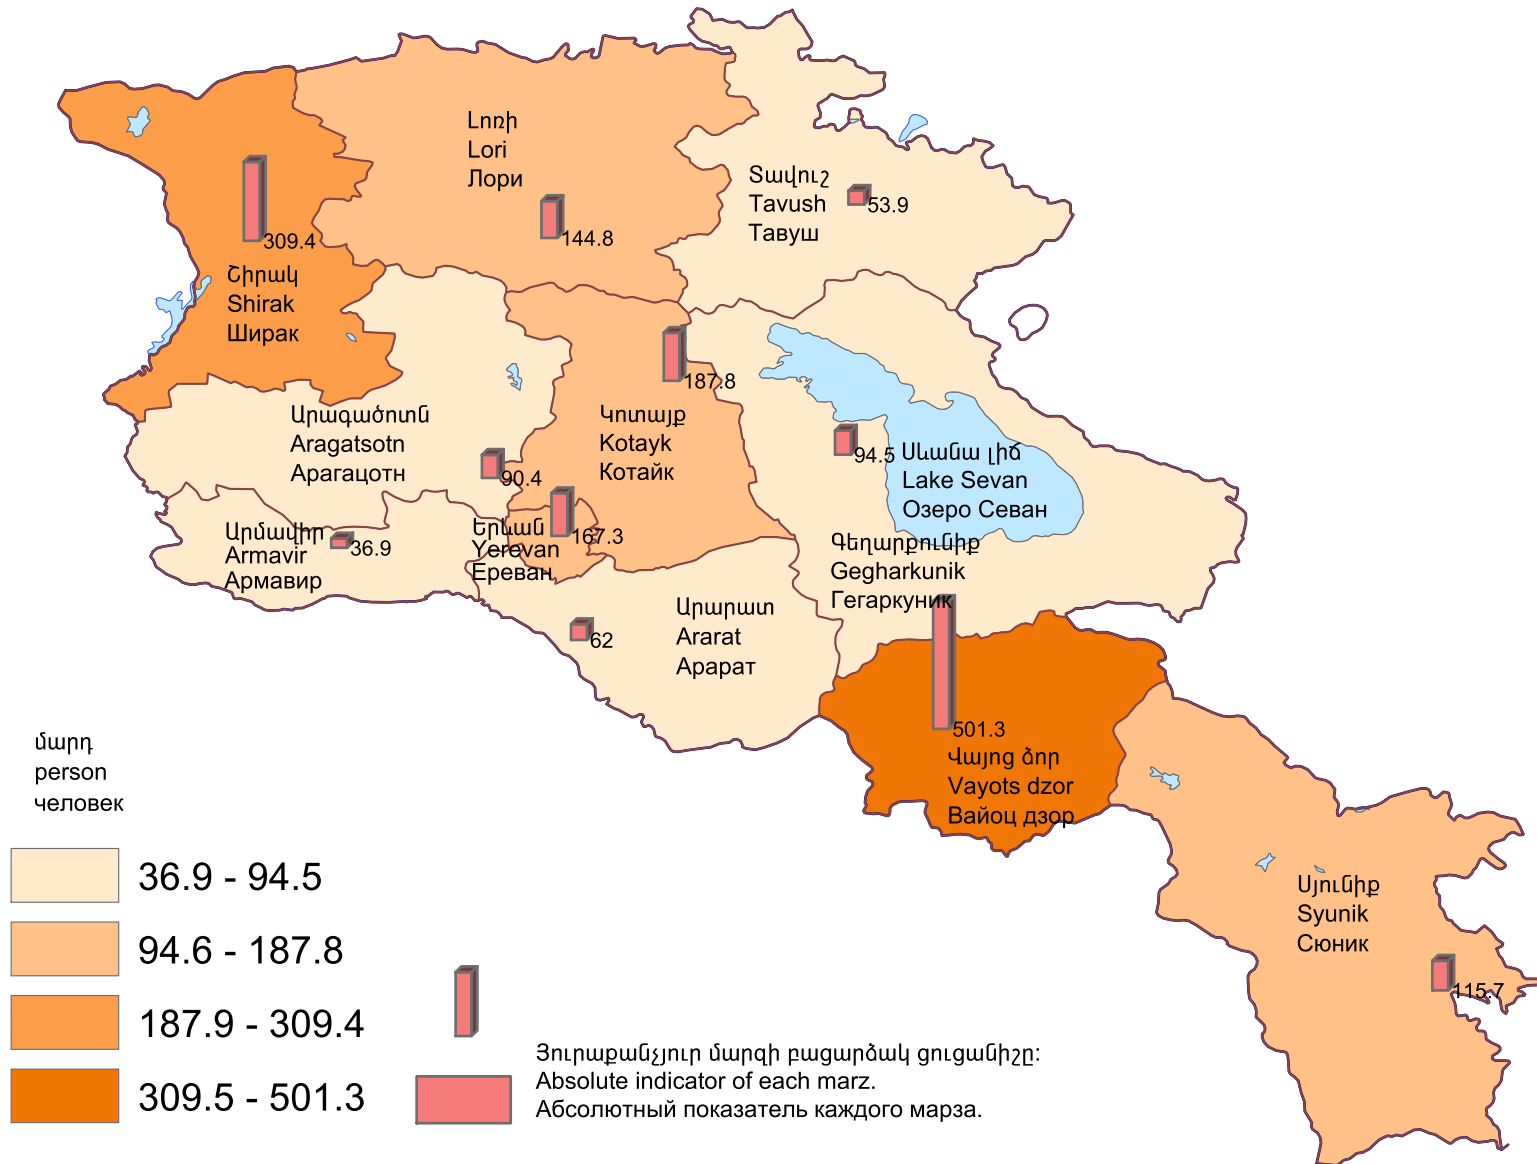 Լոռի
Lori
Лори
144.8
Տավուշ
Tavush
Тавуш
53.9
309.4
Շիրակ
Shirak
Ширак
187.8
Արագածոտն
Aragatsotn
Арагацотн
90.4
Կոտայք
Kotayk
Котайк
94.5
Սևանա լիճ
Lake Sevan
Озеро Севан
Արմավիր
Armavir
Армавир
36.9
Երևան
Yerevan
Ереван
167.3
Գեղարքունիք
Gegharkunik
Гегаркуник
62
Արարատ
Ararat
Арарат
501.3
Վայոց ձոր
Vayots dzor
Вайоц дзор
Սյունիք
Syunik
Сюник
115.7
մարդ
person
человек
36.9 - 94.5
94.6 - 187.8
187.9 - 309.4
309.5 - 501.3
Յուրաքանչյուր մարզի բացարձակ ցուցանիշը:
Absolute indicator of each marz.
Абсолютный показатель каждого марза.